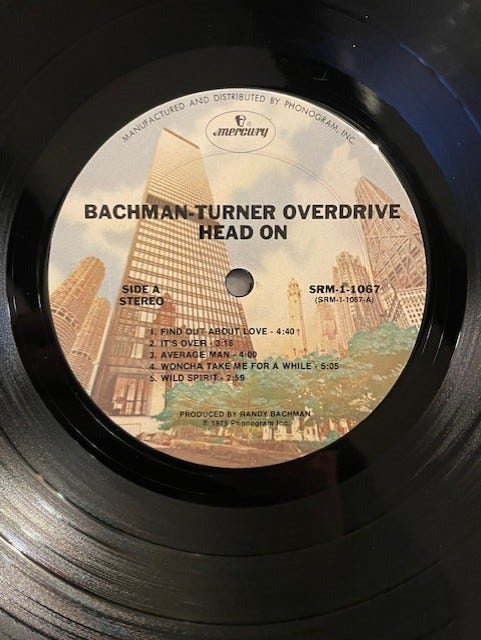 MANUFACTURED AND DISTRIBUTED BY PHONOGRAM, INC.
mercury
BACHMAN-TURNER OVERDRIVE
HEAD ON
SIDE A
STEREO
SRM-1-1067
(SRM-1-1067-A)
1. FIND OUT ABOUT LOVE - 4:40
2. IT'S OVER - 3:18
3. AVERAGE MAN - 4:00
4. WONCHA TAKE ME FOR A WHILE - 5:05
5. WILD SPIRIT - 2:59
PRODUCED BY RANDY BACHMAN
℗ 1975 Phonogram Inc.